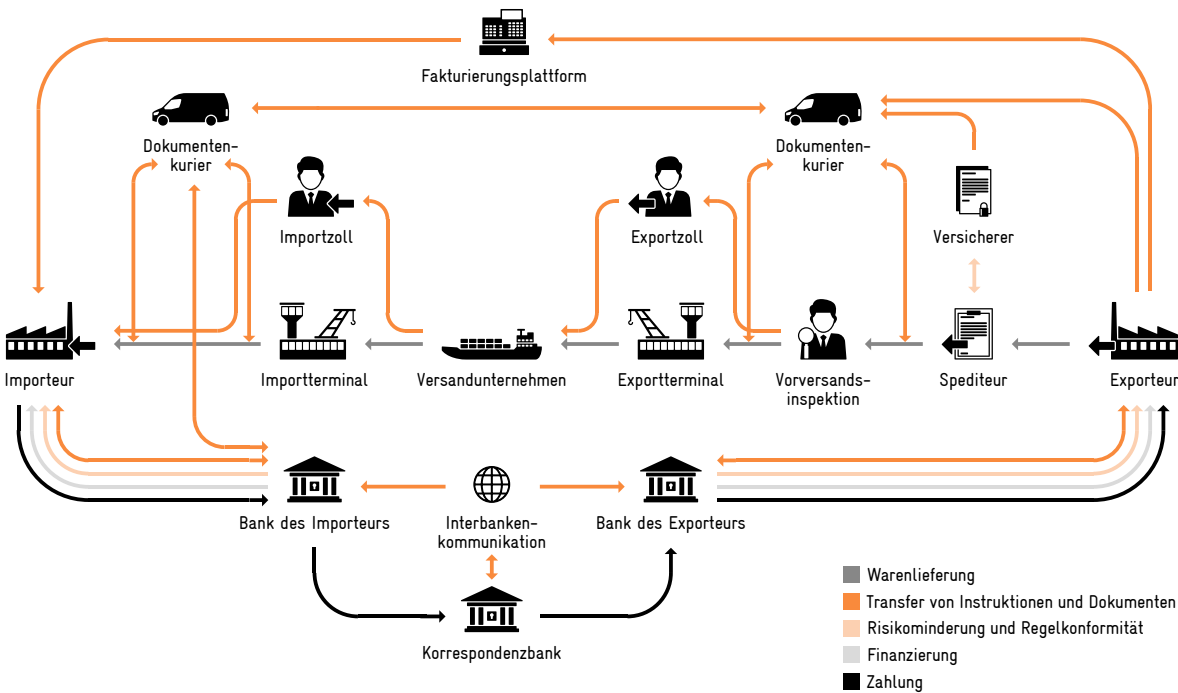 Fakturierungsplattform
Dokumenten-
kurier
Dokumenten-
kurier
Importzoll
Exportzoll
Versicherer
Importeur
Importterminal
Versandunternehmen
Exportterminal
Vorversands-
inspektion
Spediteur
Exporteur
Bank des Importeurs
Interbanken-
kommunikation
Bank des Exporteurs
Korrespondenzbank
Warenlieferung
Transfer von Instruktionen und Dokumenten
Risikominderung und Regelkonformität
Finanzierung
Zahlung